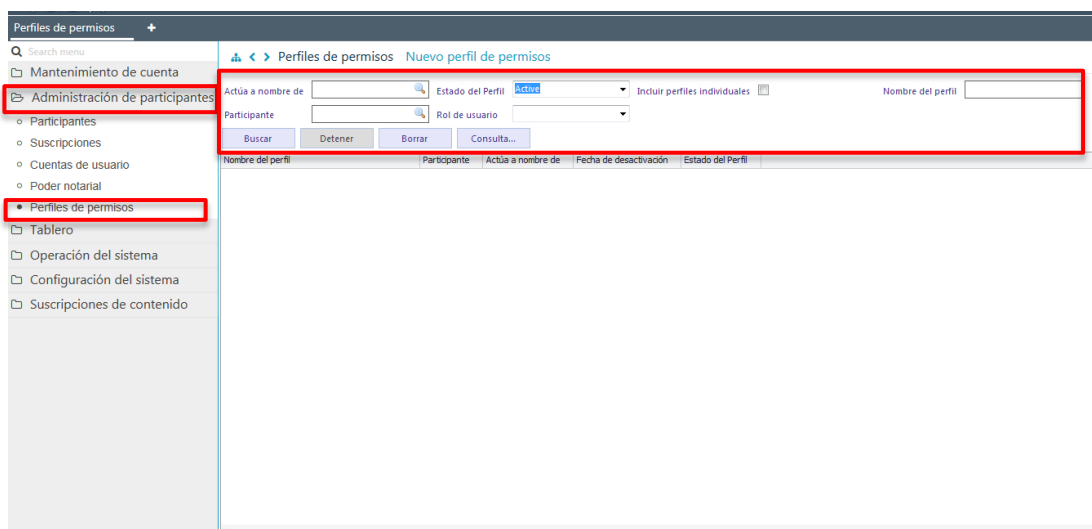 Perfiles de permisos +
Search menu
Mantenimiento de cuenta
Administración de participantes
Participantes
Suscripciones
Cuentas de usuario
Poder notarial
Perfiles de permisos
Tablero
Operación del sistema
Configuración del sistema
Suscripciones de contenido
Perfiles de permisos Nuevo perfil de permisos
Actúa a nombre de Estado del Perfil Active Incluir perfiles individuales Nombre del perfil
Participante Rol de usuario
Buscar Detener Borrar Consulta...
Nombre del perfil Participante Actúa a nombre de Fecha de desactivación Estado del Perfil